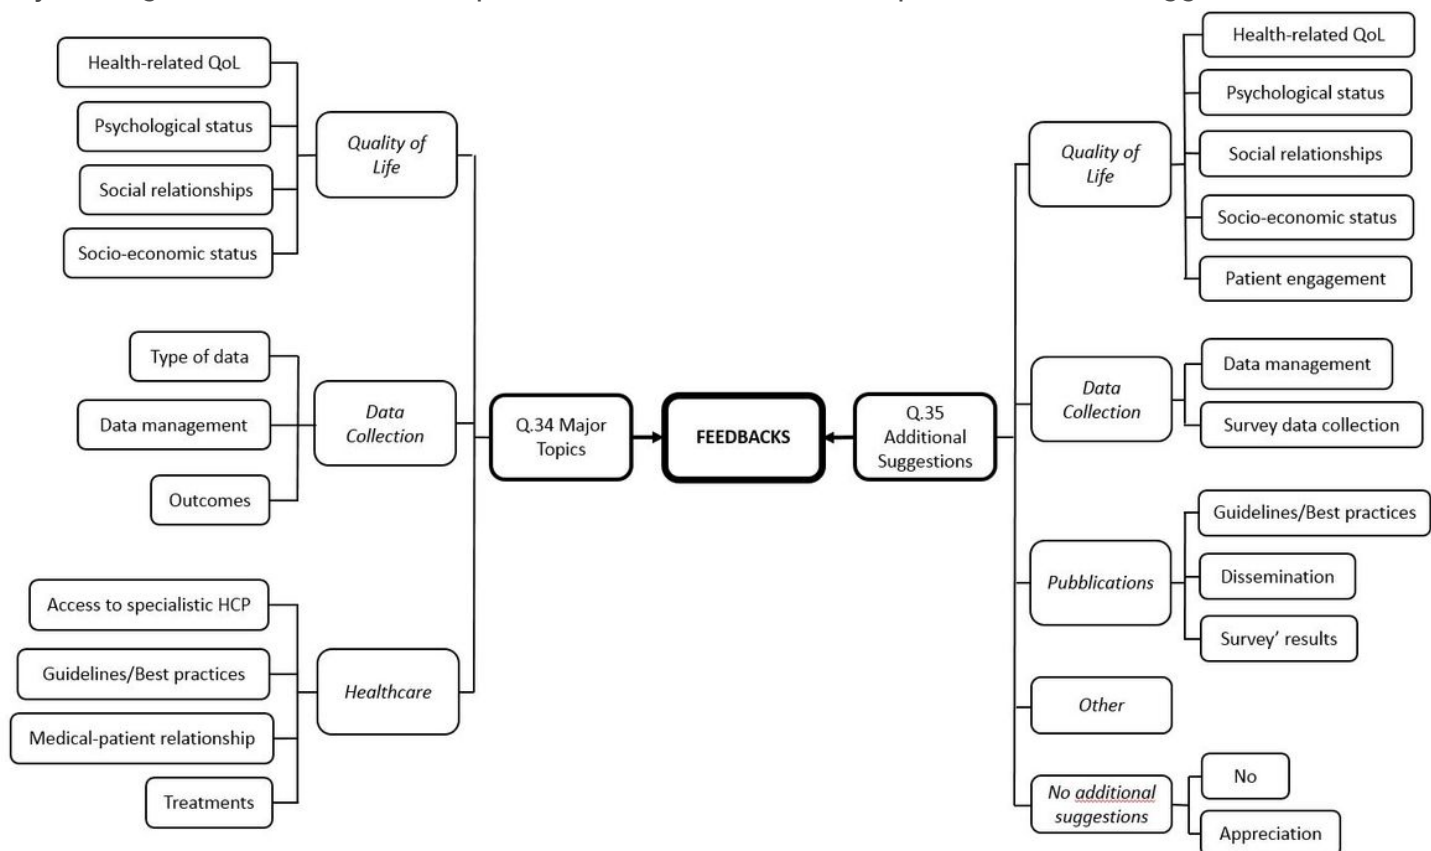 Health-related QoL
Psychological status
Social relationships
Socio-economic status
Quality of
Life
Type of data
Data management
Outcomes
Data
Collection
Access to specialistic HCP
Guidelines/Best practices
Medical-patient relationship
Treatments
Healthcare
Q.34 Major
Topics
FEEDBACKS
Q.35
Additional
Suggestions
Quality of
Life
Health-related QoL
Psychological status
Social relationships
Socio-economic status
Patient engagement
Data
Collection
Data management
Survey data collection
Pubblications
Guidelines/Best practices
Dissemination
Survey’ results
Other
No additional
suggestions
No
Appreciation